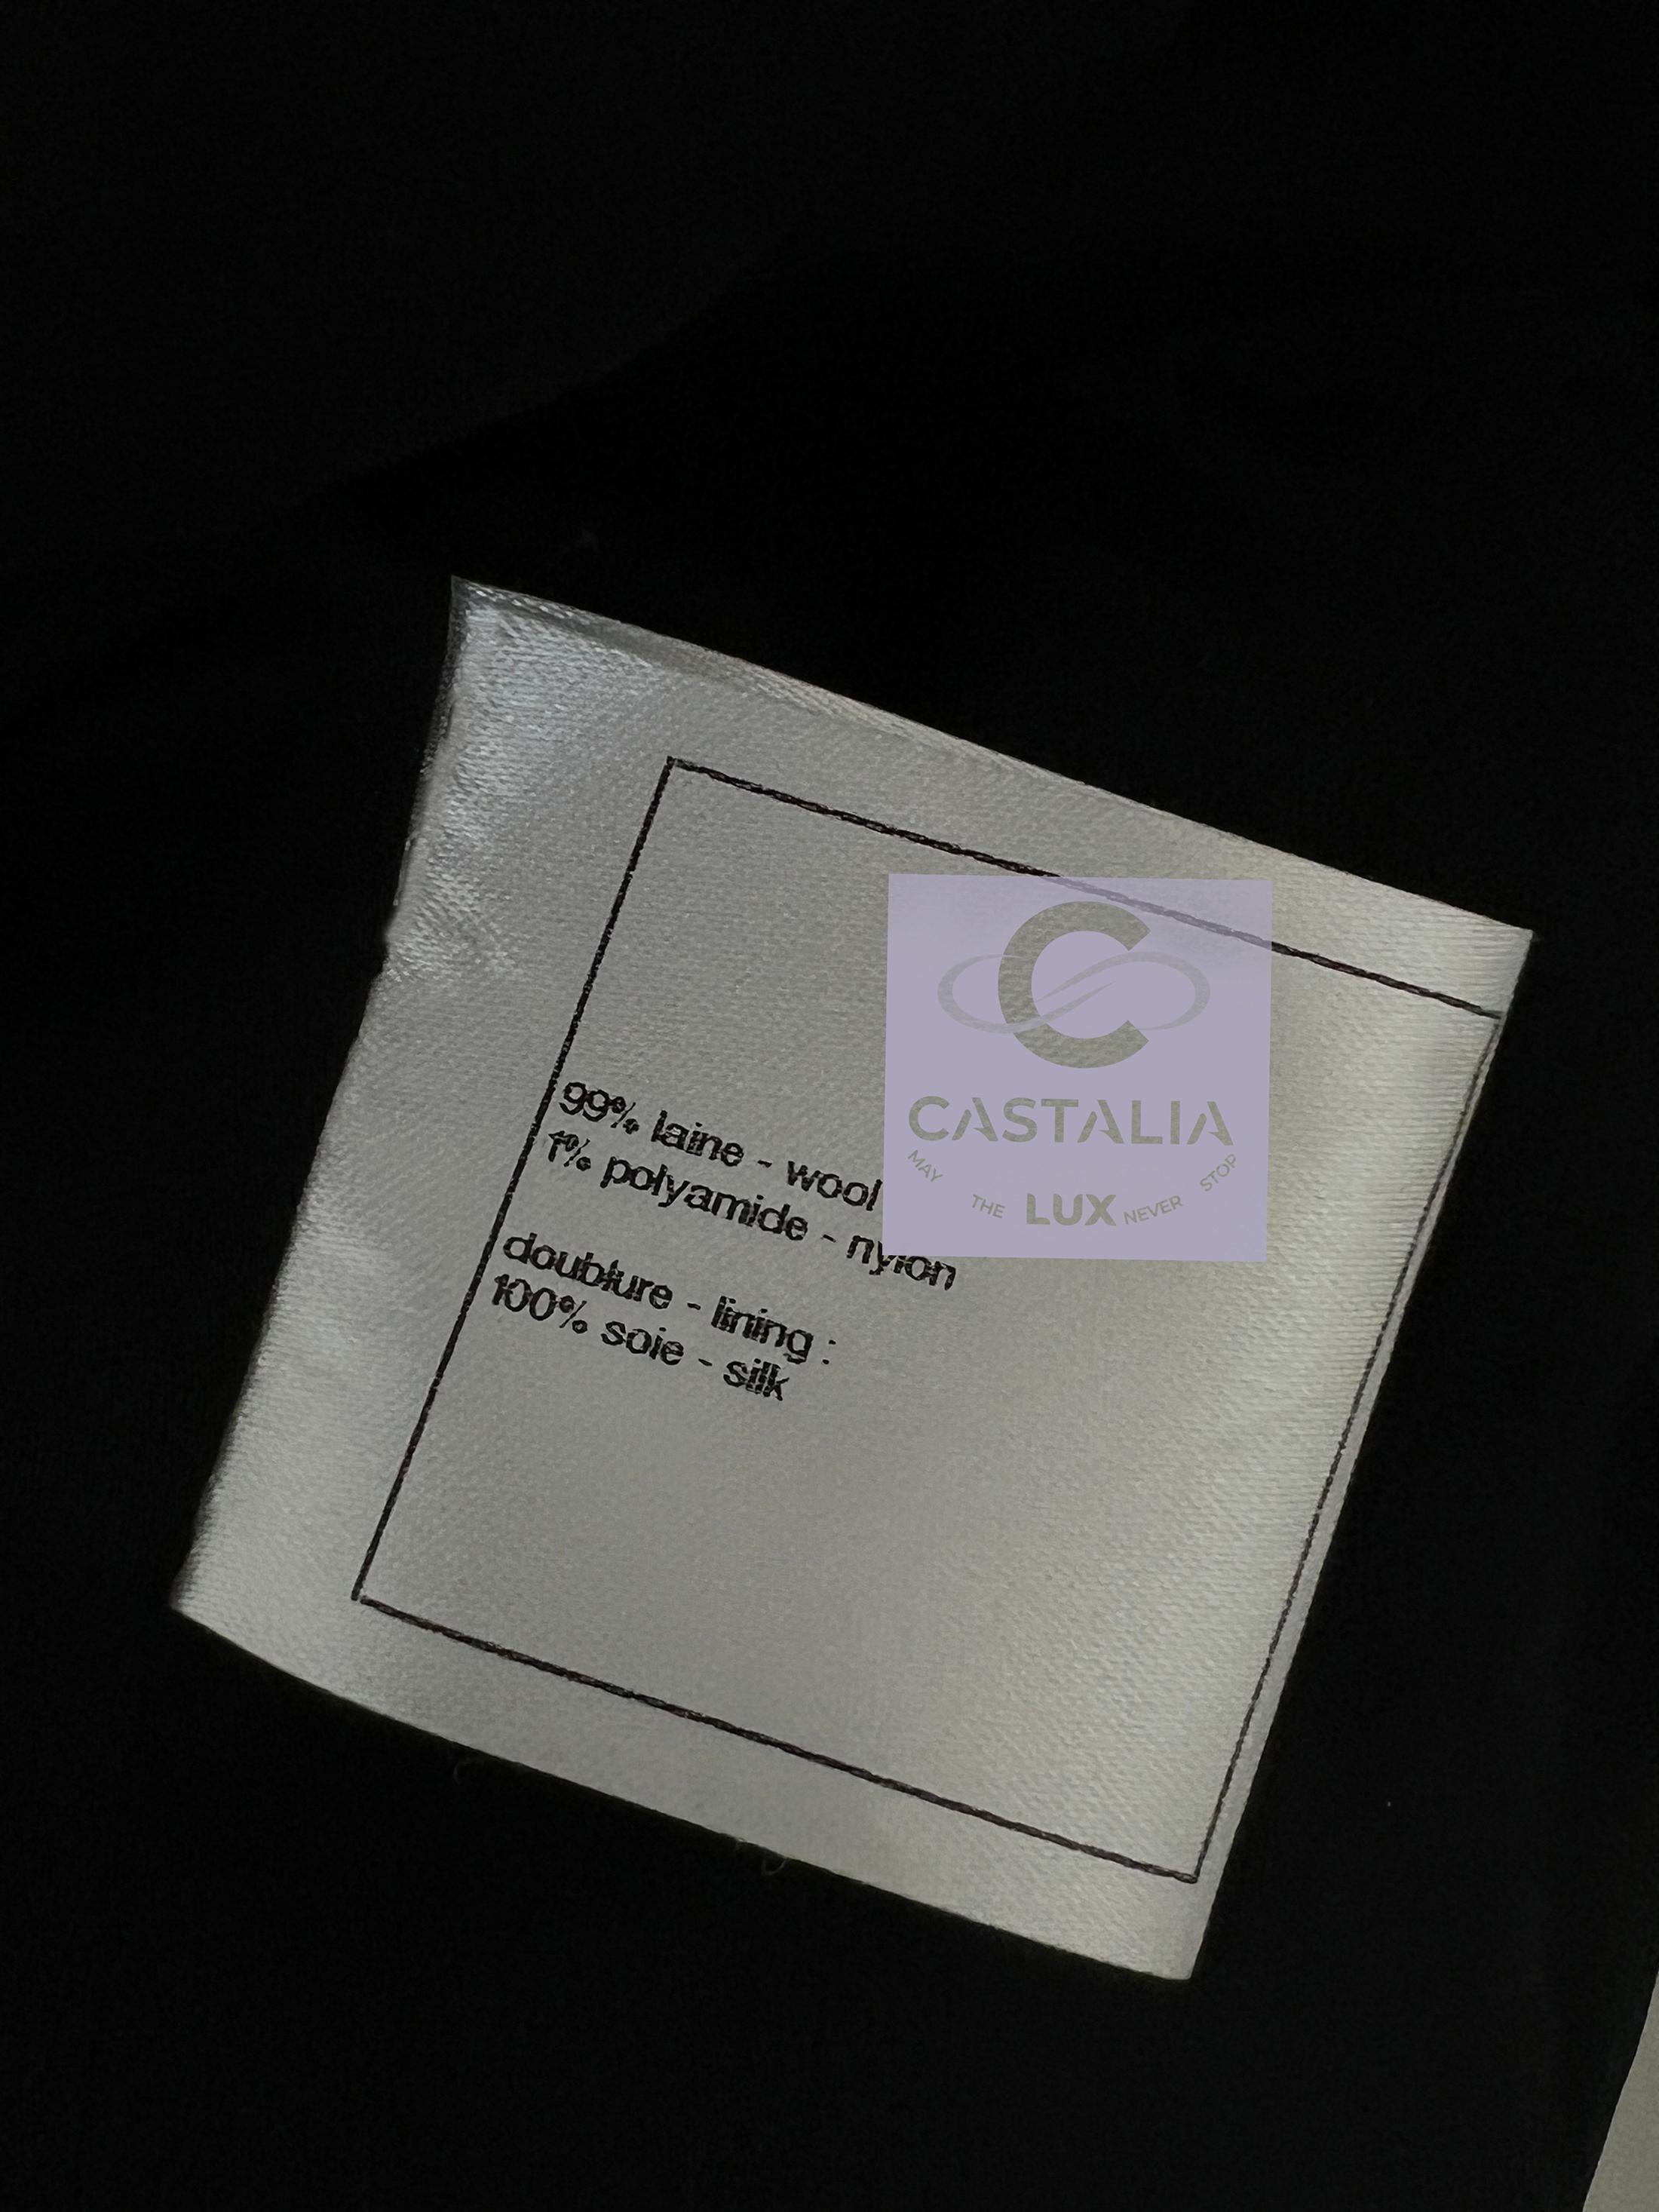 99% laine - wool
1% polyamide - nylon
doublure - lining :
100% soie - silk
C
CASTALIA
MAY THE LUX NEVER STOP